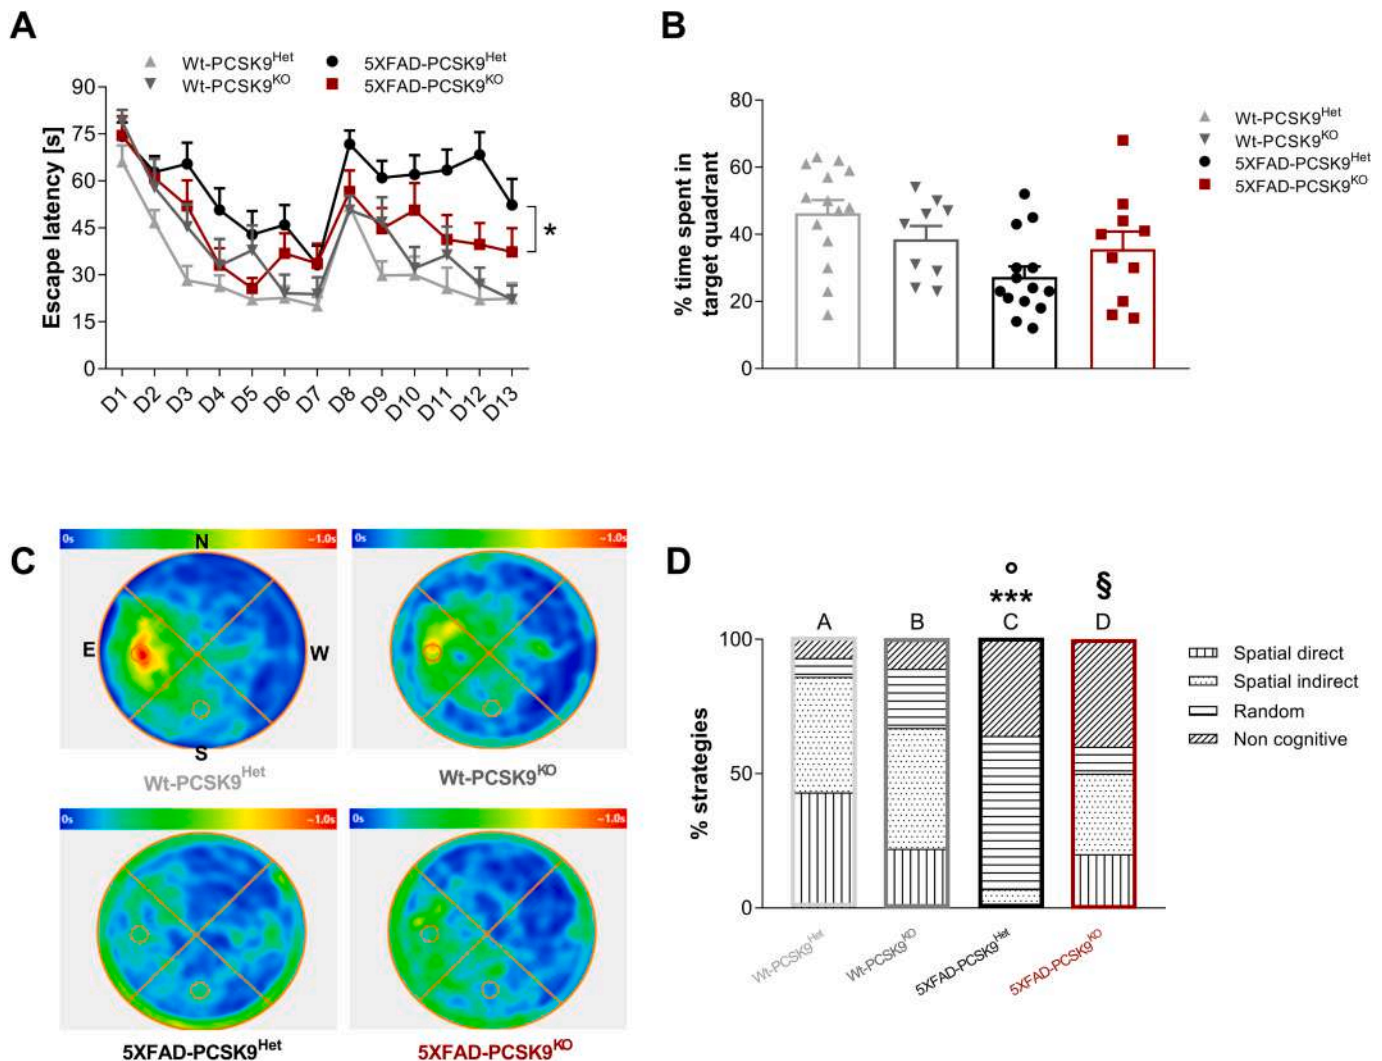 A
Wt-PCSK9Het
5XFAD-PCSK9Het
Wt-PCSK9KO
5XFAD-PCSK9KO
Escape latency [s]
90
75
60
45
30
15
0
*
D1 D2 D3 D4 D5 D6 D7 D8 D9 D10 D11 D12 D13
B
% time spent in
target quadrant
80
60
40
20
0
Wt-PCSK9Het
Wt-PCSK9KO
5XFAD-PCSK9Het
5XFAD-PCSK9KO
C
0s ~1.0s
N
E
W
S
Wt-PCSK9Het
0s ~1.0s
Wt-PCSK9KO
0s ~1.0s
5XFAD-PCSK9Het
0s ~1.0s
5XFAD-PCSK9KO
D
° 
*** §
A B C D
% strategies
100
50
0
Spatial direct
Spatial indirect
Random
Non cognitive
Wt-PCSK9Het
Wt-PCSK9KO
5XFAD-PCSK9Het
5XFAD-PCSK9KO